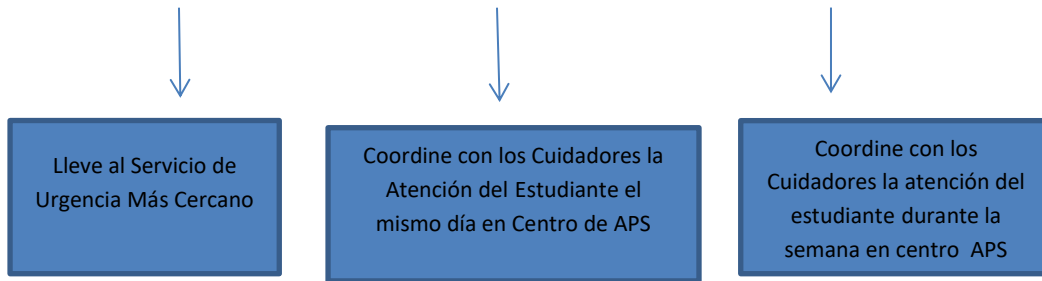 Lleve al Servicio de
Urgencia Más Cercano
Coordine con los Cuidadores la
Atención del Estudiante el
mismo día en Centro de APS
Coordine con los
Cuidadores la atención del
estudiante durante la
semana en centro APS